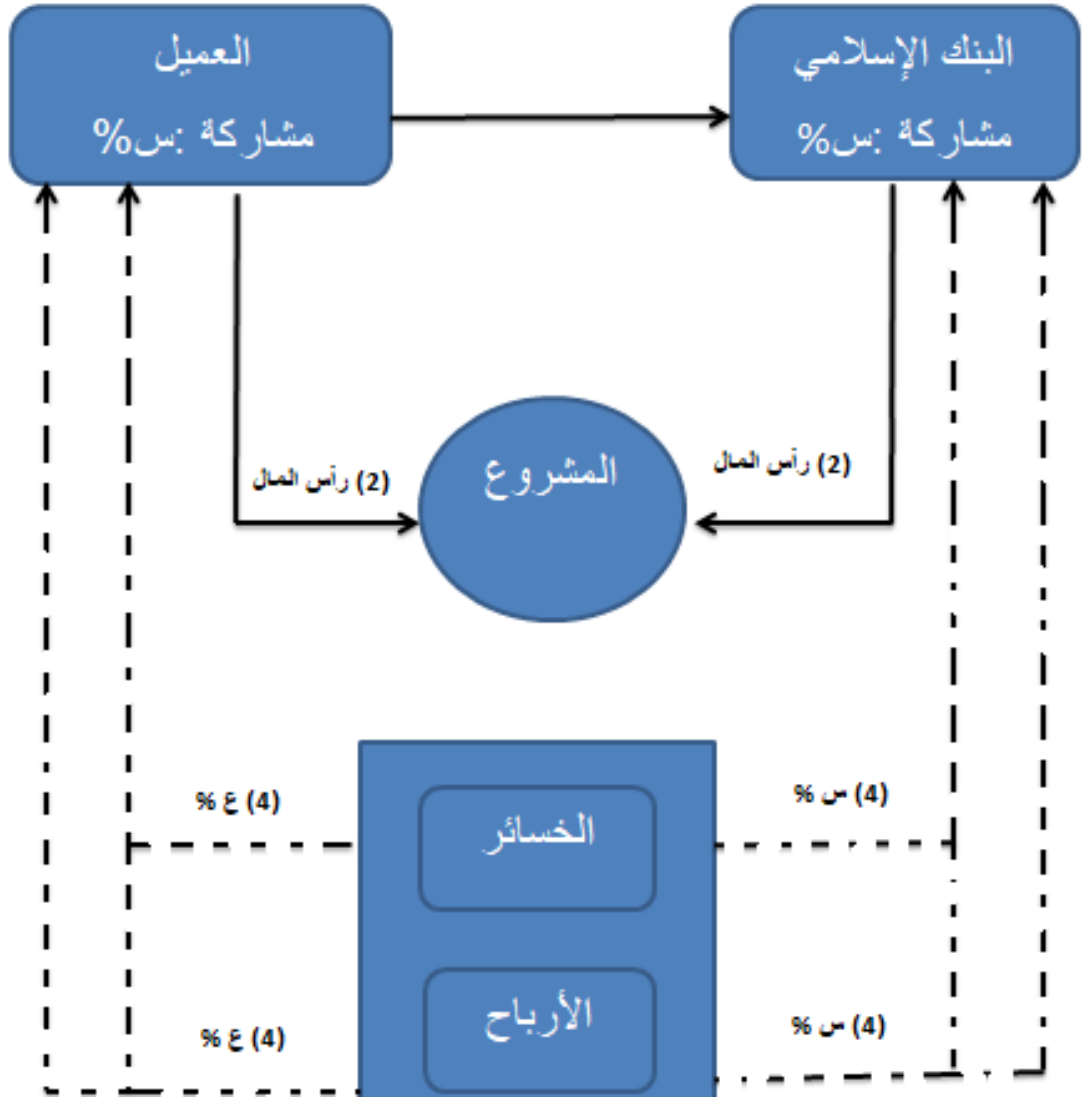 البنك الإسلامي
مشاركة :س%
العميل
مشاركة :س%
المشروع
(2) رأس المال
(2) رأس المال
(4) س %
الخسائر
(4) ع %
(4) س %
الأرباح
(4) ع %